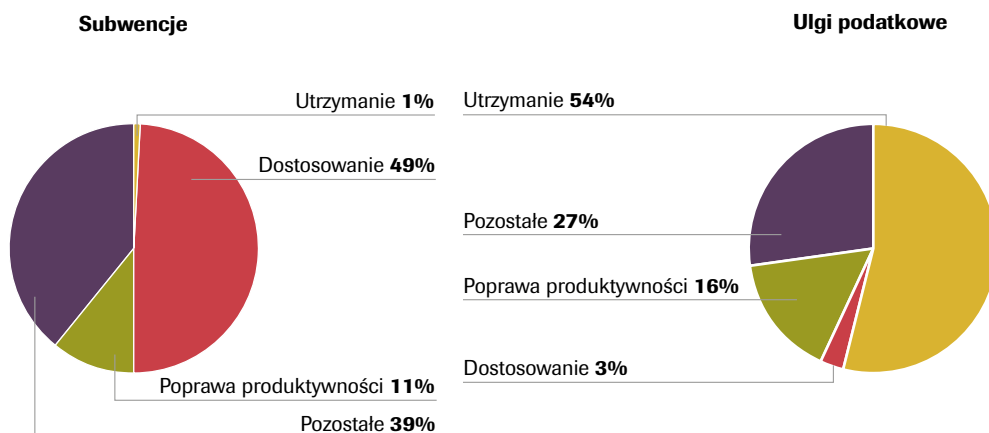 Subwencje
Utrzymanie 1%
Dostosowanie 49%
Poprawa produktywności 11%
Pozostałe 39%
Ulgi podatkowe
Utrzymanie 54%
Pozostałe 27%
Poprawa produktywności 16%
Dostosowanie 3%